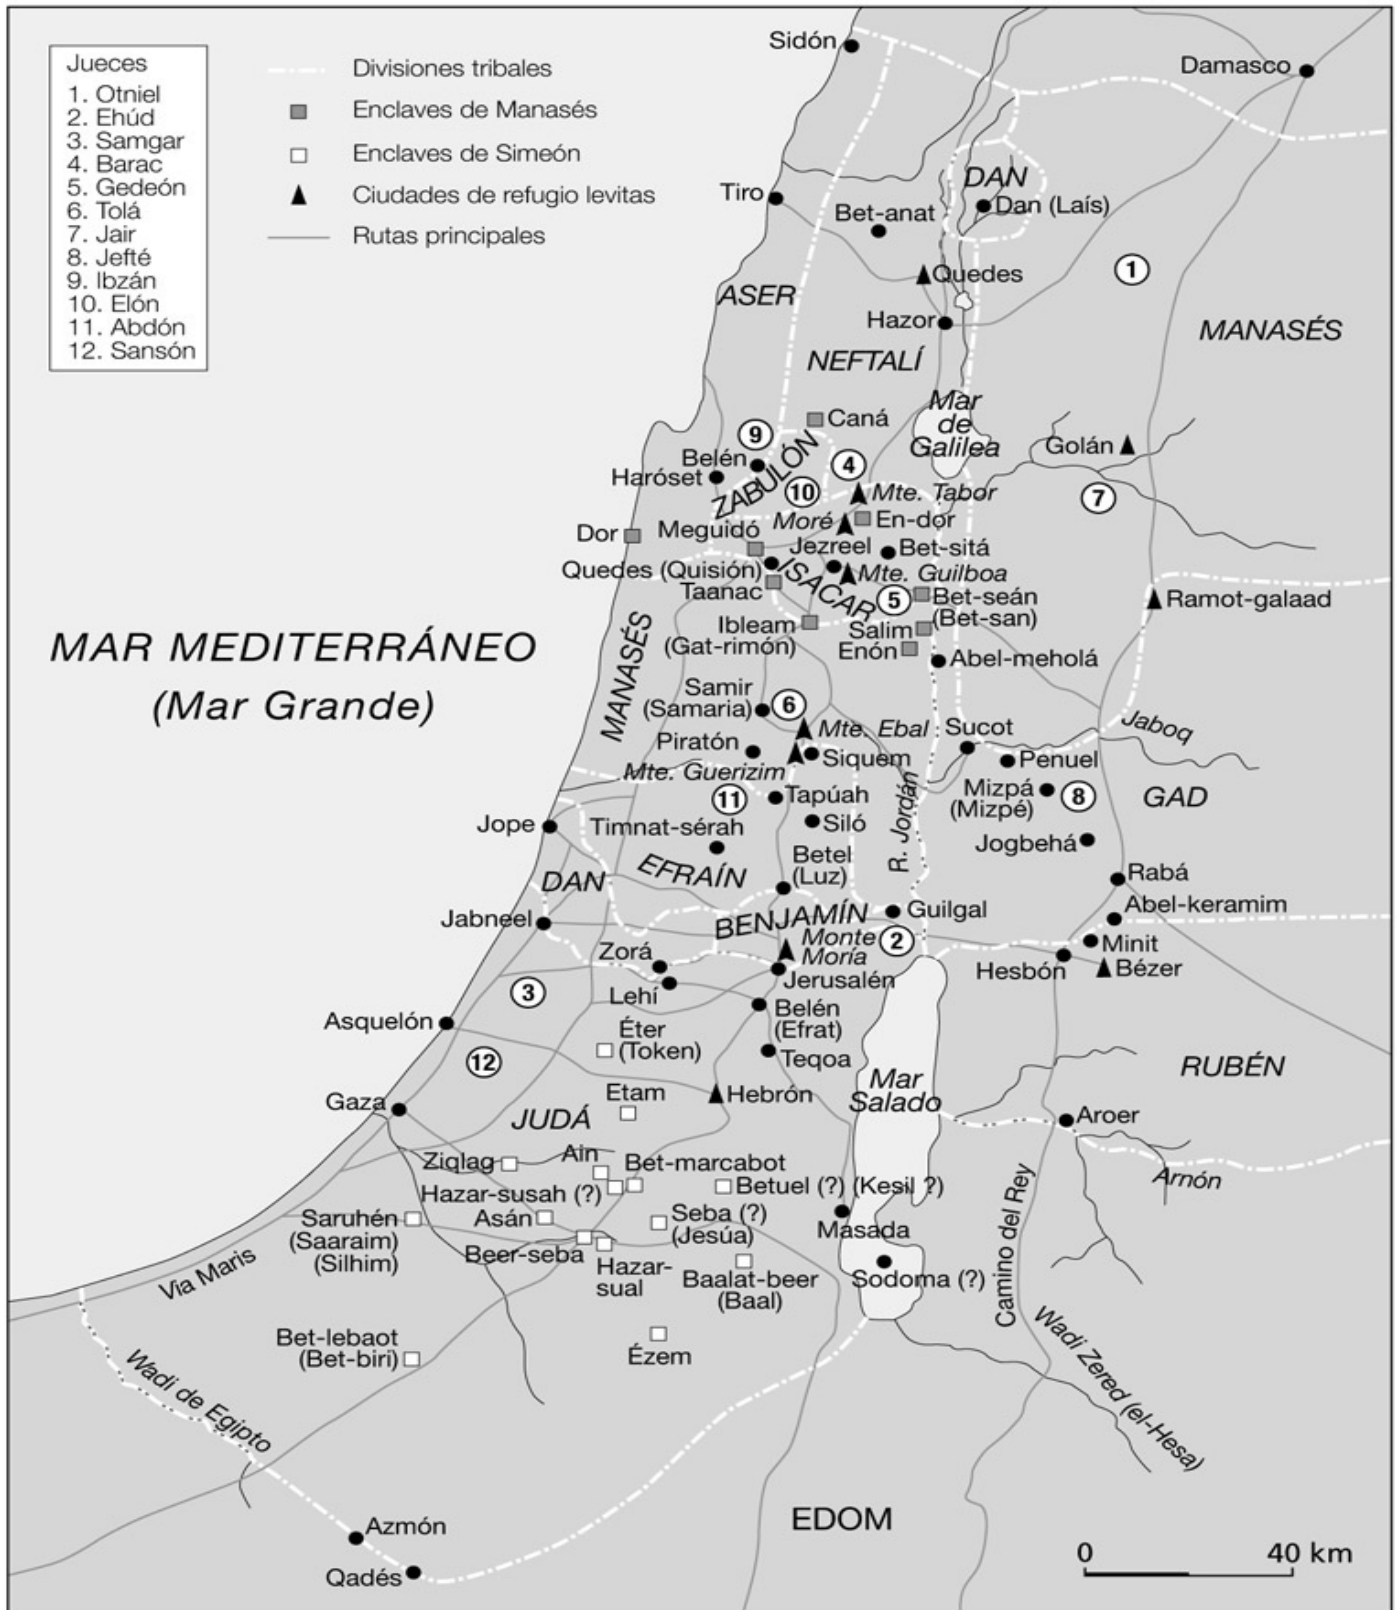 Jueces
1. Otniel
2. Ehúd
3. Samgar
4. Barac
5. Gedeón
6. Tolá
7. Jair
8. Jefté
9. Ibzán
10. Elón
11. Abdón
12. Sansón
Divisiones tribales
Enclaves de Manasés
Enclaves de Simeón
Ciudades de refugio levitas
Rutas principales
Sidón
Damasco
DAN
Tiro
Dan (Laís)
Bet-anat
1
Quedes
ASER
Hazor
MANASÉS
NEFTALÍ
Mar
de
Galilea
Caná
9
Golán
Belén
ZABULÓN
4
Haróset
10
Mte. Tabor
7
Moré
En-dor
Dor
Meguidó
Jezreel
Bet-sitá
Quedes (Quisión)
ISACAR
Mte. Guilboa
Taanac
5
Bet-seán
(Bet-san)
Ramot-galaad
Ibleam
(Gat-rimón)
Salim
Enón
MAR MEDITERRÁNEO
(Mar Grande)
MANASÉS
Abel-meholá
Samir
(Samaria)
6
Mte. Ebal
Sucot
Jaboq
Piratón
Siquem
Penuel
Mte. Guerizim
R. Jordán
Mizpá
(Mizpé)
8
GAD
11
Tapúah
Jope
Timnat-sérah
Siló
Jogbehá
Betel
(Luz)
EFRAÍN
DAN
Rabá
BENJAMÍN
Guilgal
Abel-keramim
Jabneel
Monte
Moría
2
Minit
Zorá
Hesbón
Bézer
Jerusalén
3
Lehí
Belén
(Efrat)
Asquelón
Éter
(Token)
Teqoa
12
RUBÉN
Mar
Salado
Etam
Hebrón
Gaza
JUDÁ
Aroer
Ziqlag
Ain
Bet-marcabot
Arnón
Hazar-susah (?)
Betuel (?) (Kesil ?)
Saruhén
(Saaraim)
(Silhim)
Asán
Seba (?)
(Jesúa)
Masada
Beer-seba
Camino del Rey
Via Maris
Hazar-
sual
Baalat-beer
(Baal)
Sodoma (?)
Bet-lebaot
(Bet-biri)
Ézem
Wadi Zered (el-Hesa)
Wadi de Egipto
EDOM
Azmón
Qadés
0 40 km